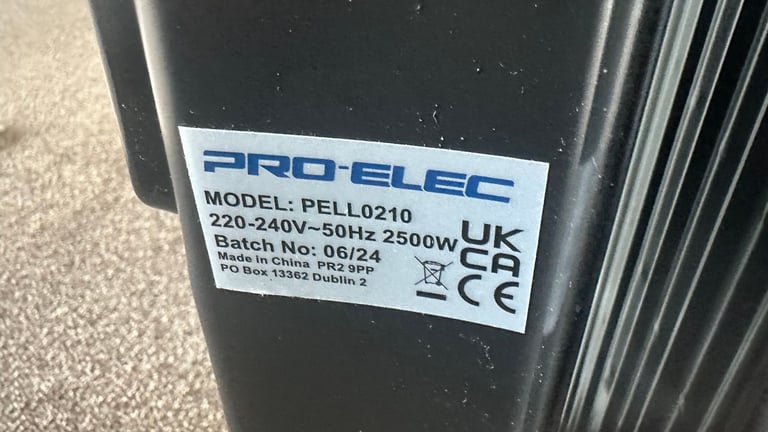 PRO-ELEC
MODEL: PELL0210
220-240V~50Hz 2500W
Batch No: 06/24
Made in China PR2 9PP
PO Box 13362 Dublin 2
UK
CA
CE